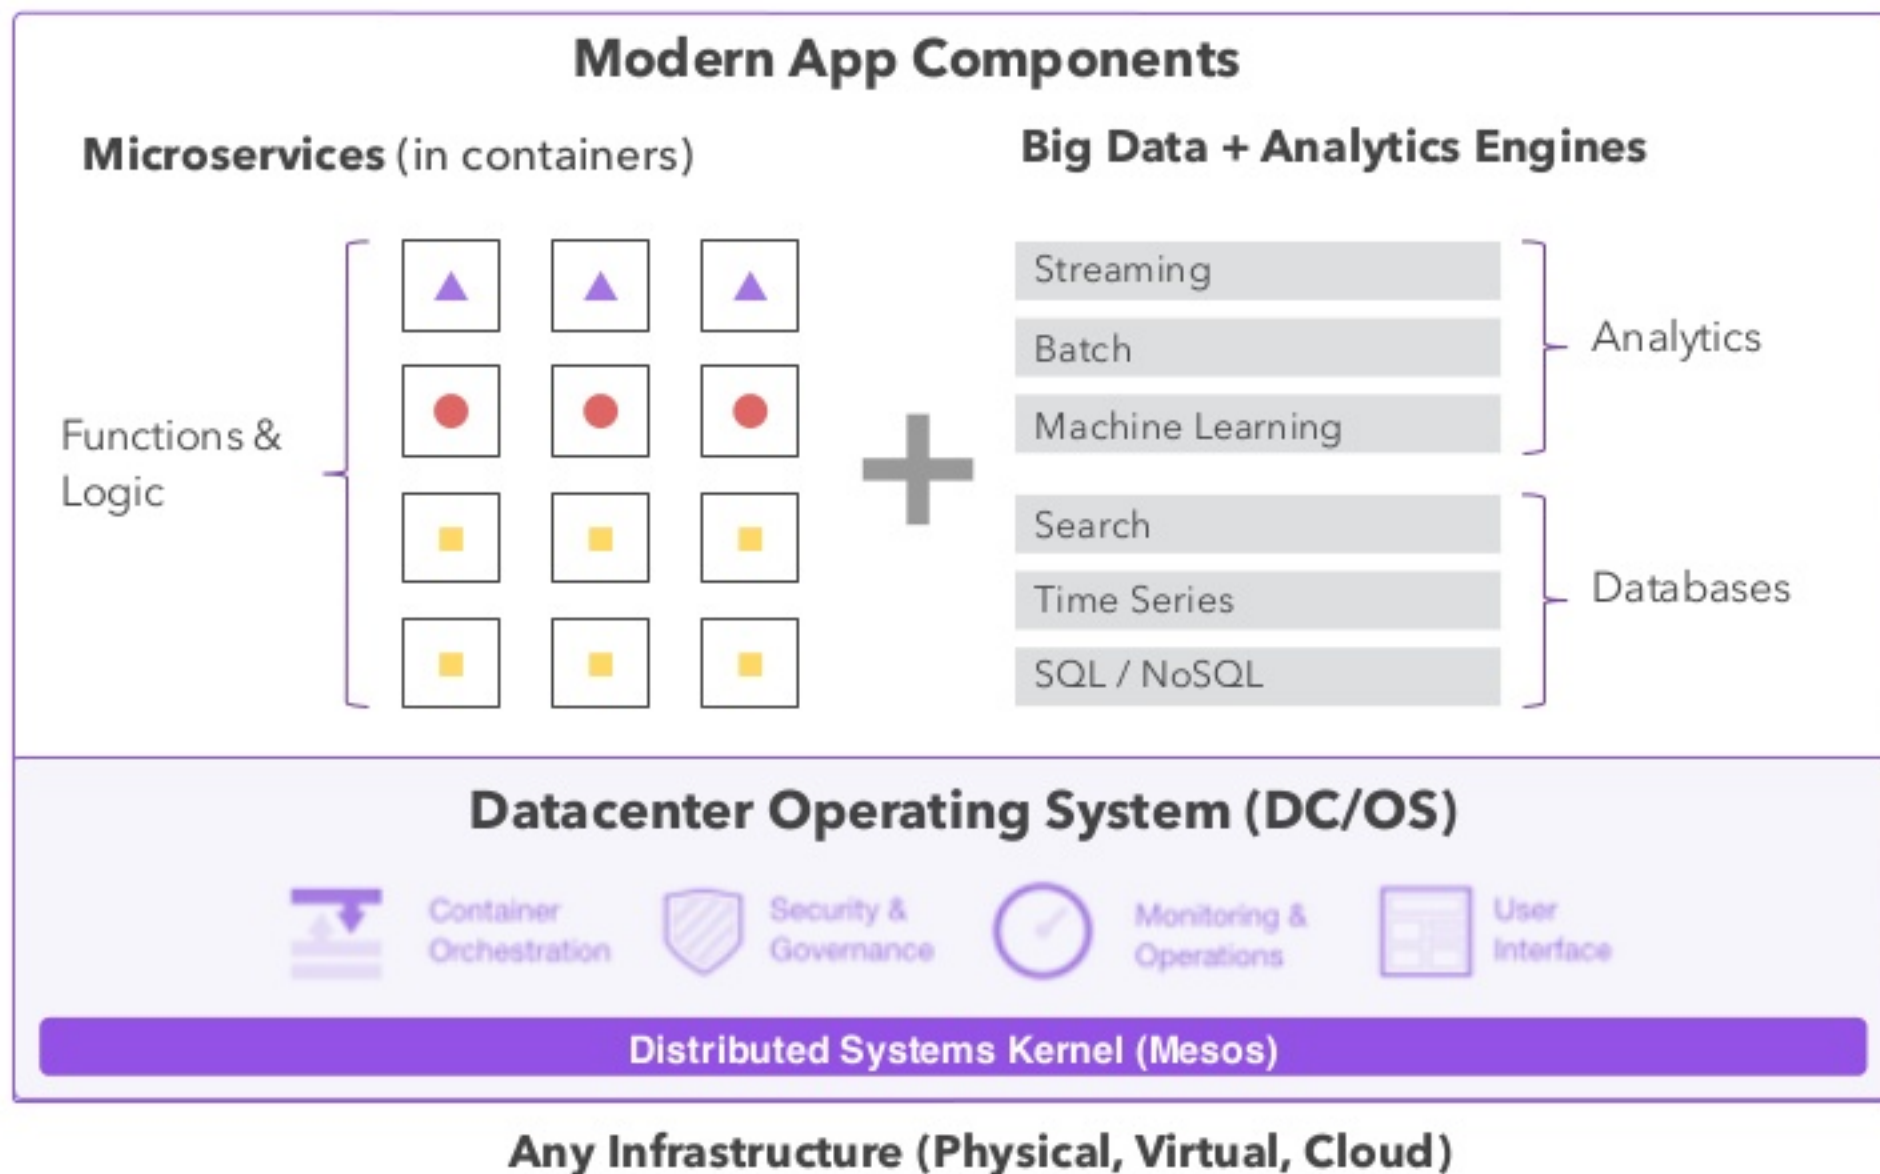 Modern App Components
Microservices (in containers)
Big Data + Analytics Engines
Functions &
Logic
Streaming
Batch
Machine Learning
Analytics
Search
Time Series
SQL / NoSQL
Databases
Datacenter Operating System (DC/OS)
Container
Orchestration
Security &
Governance
Monitoring &
Operations
User
Interface
Distributed Systems Kernel (Mesos)
Any Infrastructure (Physical, Virtual, Cloud)